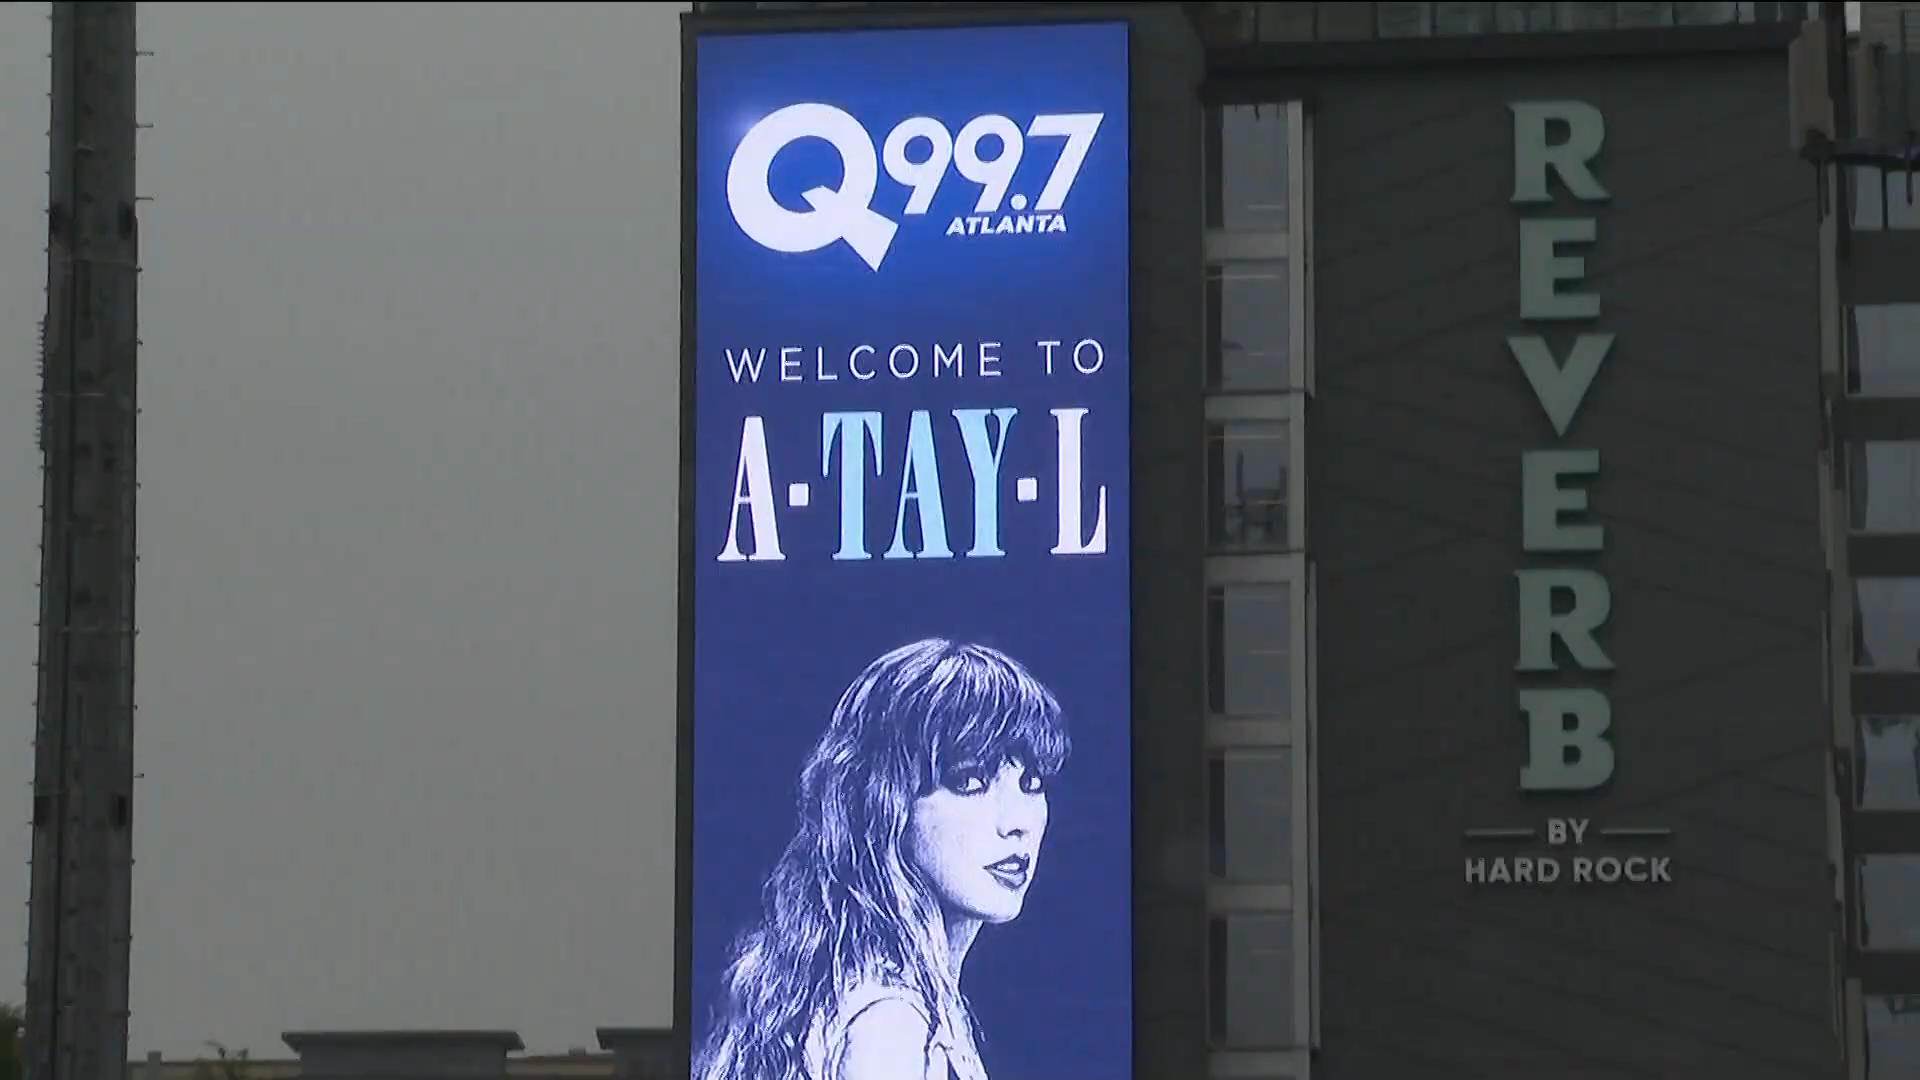 Q99.7
ATLANTA
WELCOME TO
A·TAY·L
REVERB
BY
HARD ROCK